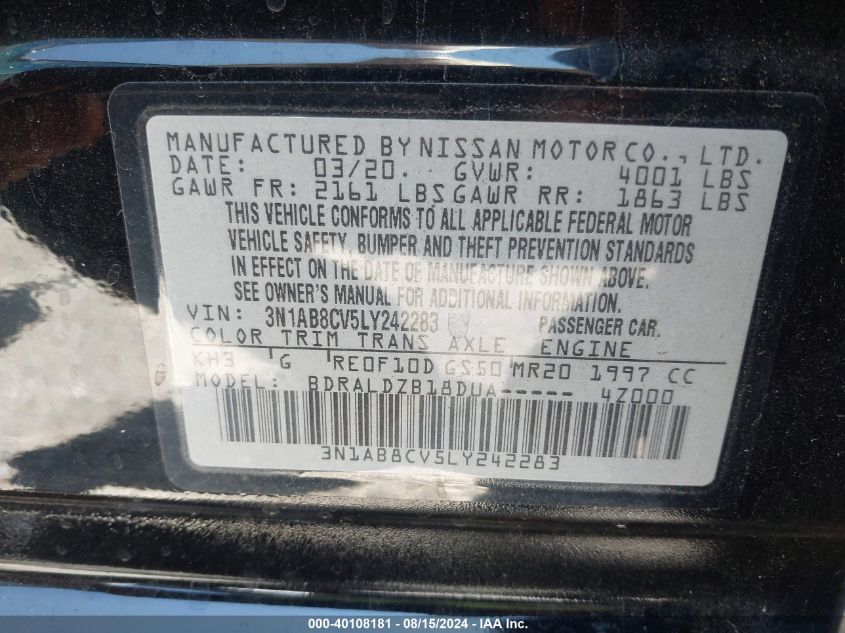 MANUFACTURED BY NISSAN MOTOR CO., LTD.
DATE: 03/20. GVWR: 4001 LBS
GAWR FR: 2161 LBS GAWR RR: 1863 LBS
THIS VEHICLE CONFORMS TO ALL APPLICABLE FEDERAL MOTOR
VEHICLE SAFETY, BUMPER AND THEFT PREVENTION STANDARDS
IN EFFECT ON THE DATE OF MANUFACTURE SHOWN ABOVE.
SEE OWNER'S MANUAL FOR ADDITIONAL INFORMATION.
VIN: 3N1AB8CV5LY242283 PASSENGER CAR.
COLOR TRIM TRANS AXLE ENGINE
KH3 G RE0F10D GS50 MR20 1997 CC
MODEL: BDRALDZB18DUA----- 4Z000
3N1AB8CV5LY242283
000-40108181 - 08/15/2024 - IAA Inc.